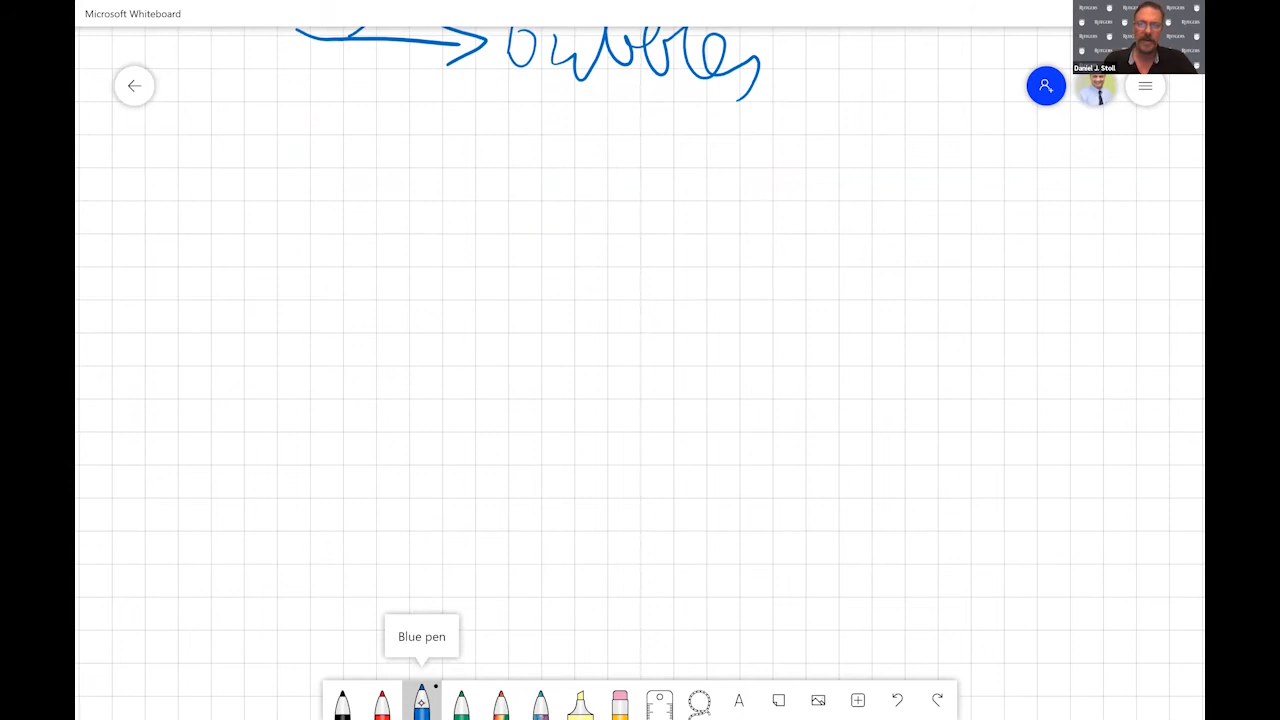 Microsoft Whiteboard
Daniel J. Stoll
bubbles
Blue pen
A